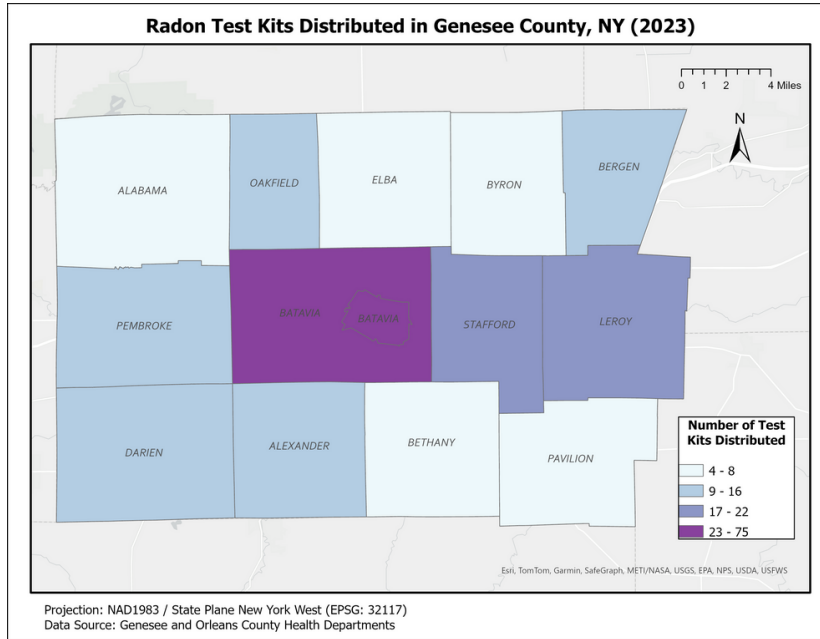 Radon Test Kits Distributed in Genesee County, NY (2023)
0 1 2 4 Miles
N
ALABAMA
OAKFIELD
ELBA
BYRON
BERGEN
PEMBROKE
BATAVIA
BATAVIA
STAFFORD
LEROY
DARIEN
ALEXANDER
BETHANY
PAVILION
Number of Test
Kits Distributed
4 - 8
9 - 16
17 - 22
23 - 75
Esri, TomTom, Garmin, SafeGraph, METI/NASA, USGS, EPA, NPS, USDA, USFWS
Projection: NAD1983 / State Plane New York West (EPSG: 32117)
Data Source: Genesee and Orleans County Health Departments